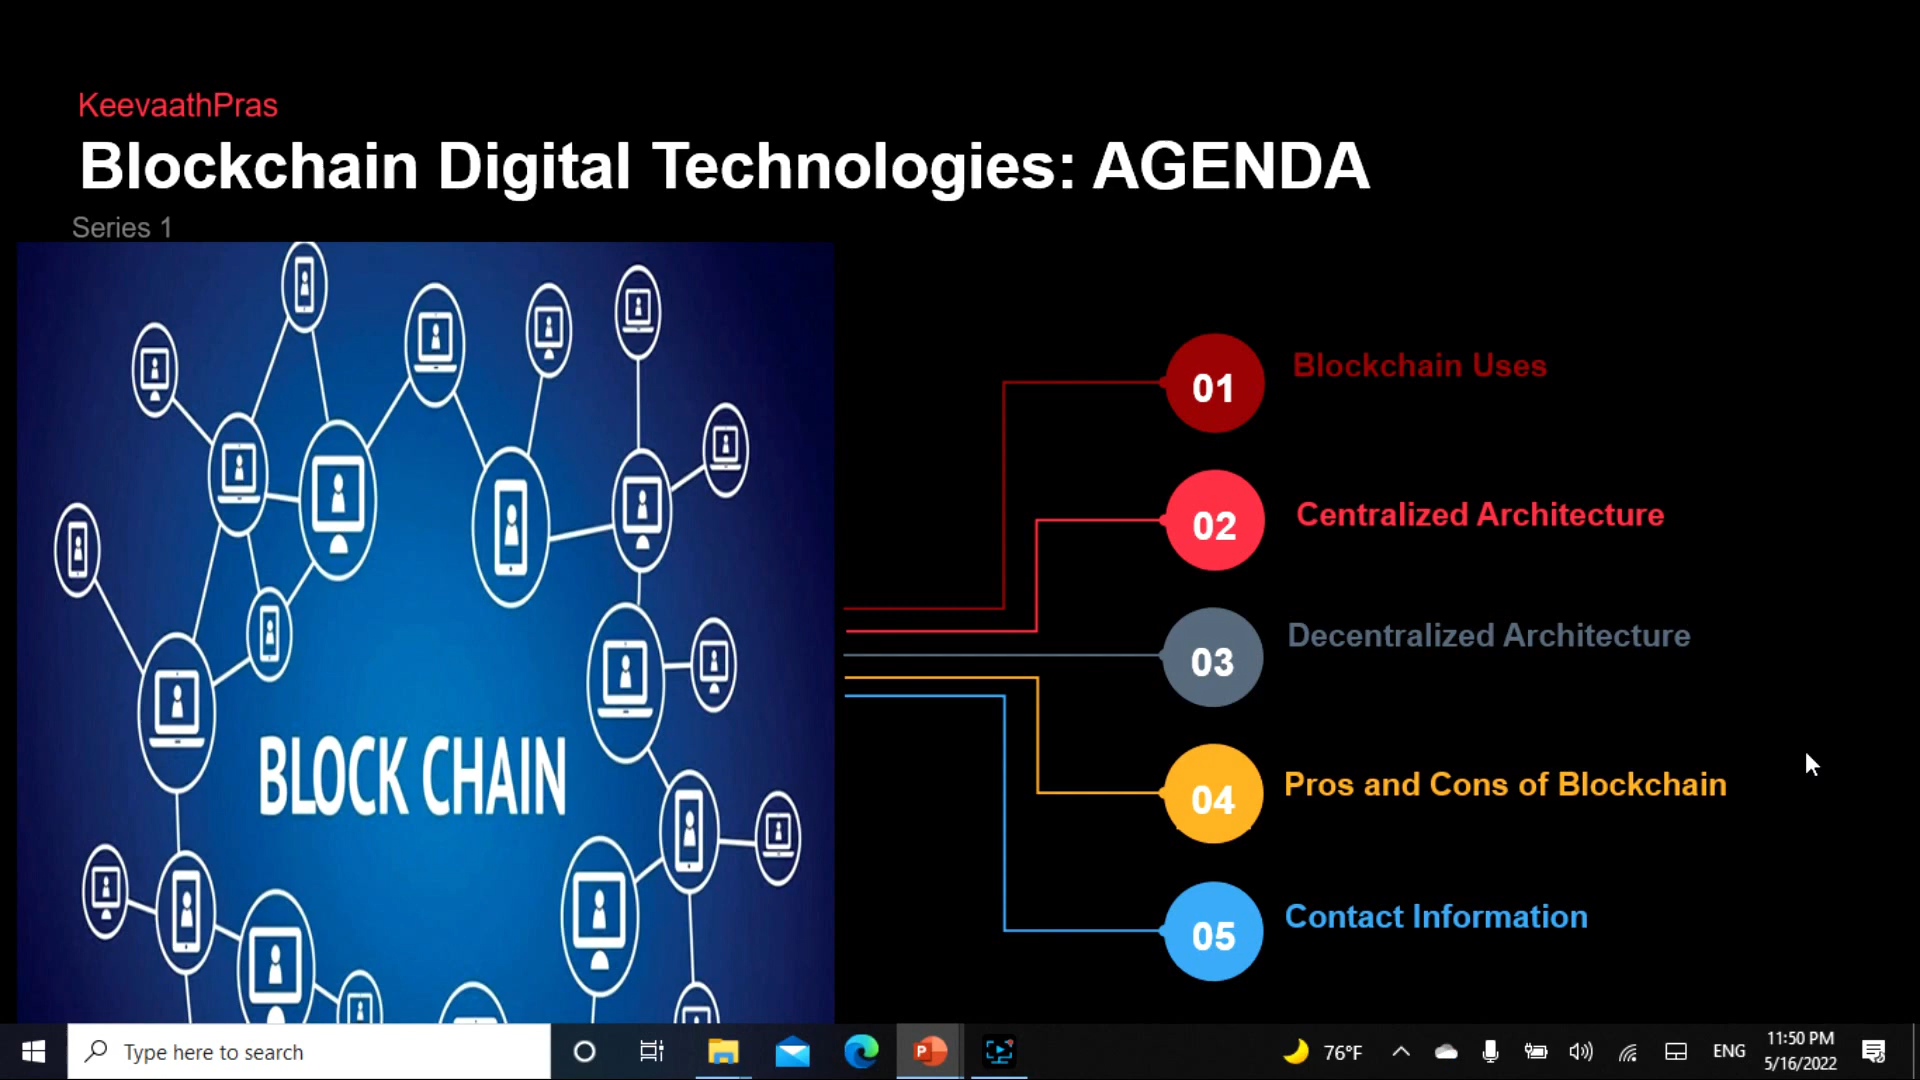 KeevaathPras
Blockchain Digital Technologies: AGENDA
Series 1
BLOCK CHAIN
01 Blockchain Uses
02 Centralized Architecture
03 Decentralized Architecture
04 Pros and Cons of Blockchain
05 Contact Information
Type here to search
P
76°F
ENG
11:50 PM
5/16/2022